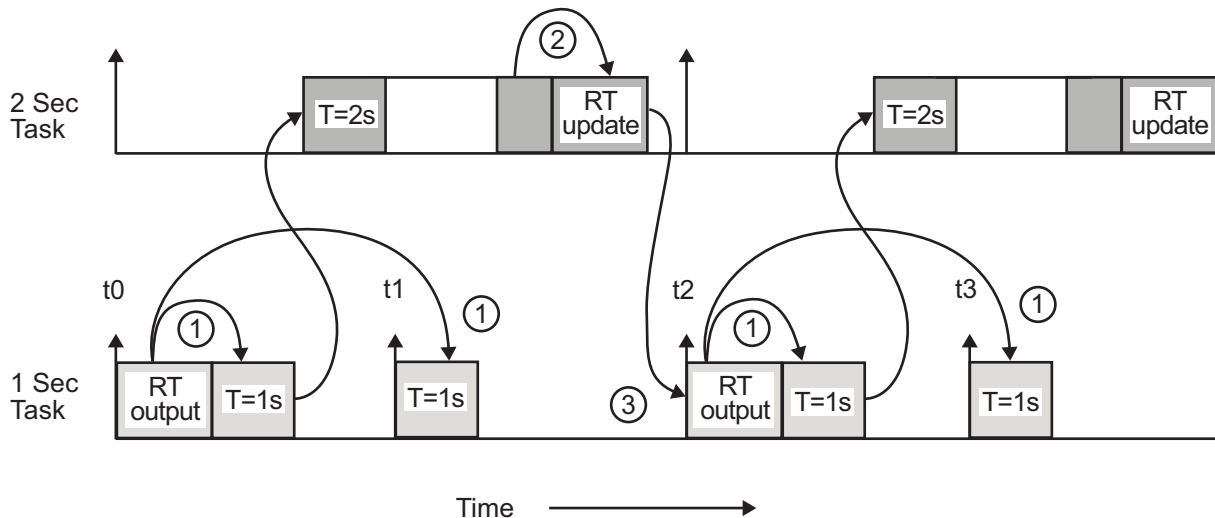 2 Sec
Task
T=2s
2
RT
update
T=2s
RT
update
t0
1
t1
1
t2
1
t3
1
1 Sec
Task
RT
output
T=1s
T=1s
3
RT
output
T=1s
T=1s
Time